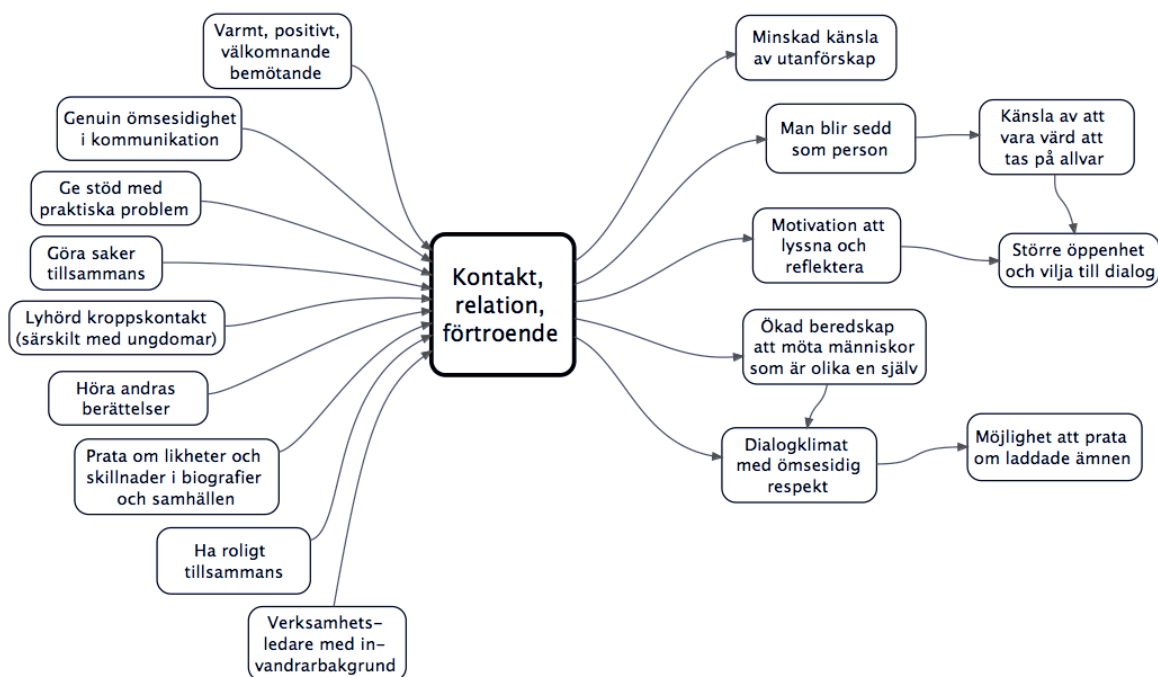 Varmt, positivt,
välkomnande
bemötande
Genuin ömsesidighet
i kommunikation
Ge stöd med
praktiska problem
Göra saker
tillsammans
Lyhörd kroppskontakt
(särskilt med ungdomar)
Höra andras
berättelser
Prata om likheter och
skillnader i biografier
och samhällen
Ha roligt
tillsammans
Verksamhets-
ledare med in-
vandrarbakgrund
Kontakt,
relation,
förtroende
Minskad känsla
av utanförskap
Man blir sedd
som person
Känsla av att
vara värd att
tas på allvar
Motivation att
lyssna och
reflektera
Större öppenhet
och vilja till dialog
Ökad beredskap
att möta människor
som är olika en själv
Dialogklimat
med ömsesidig
respekt
Möjlighet att prata
om laddade ämnen